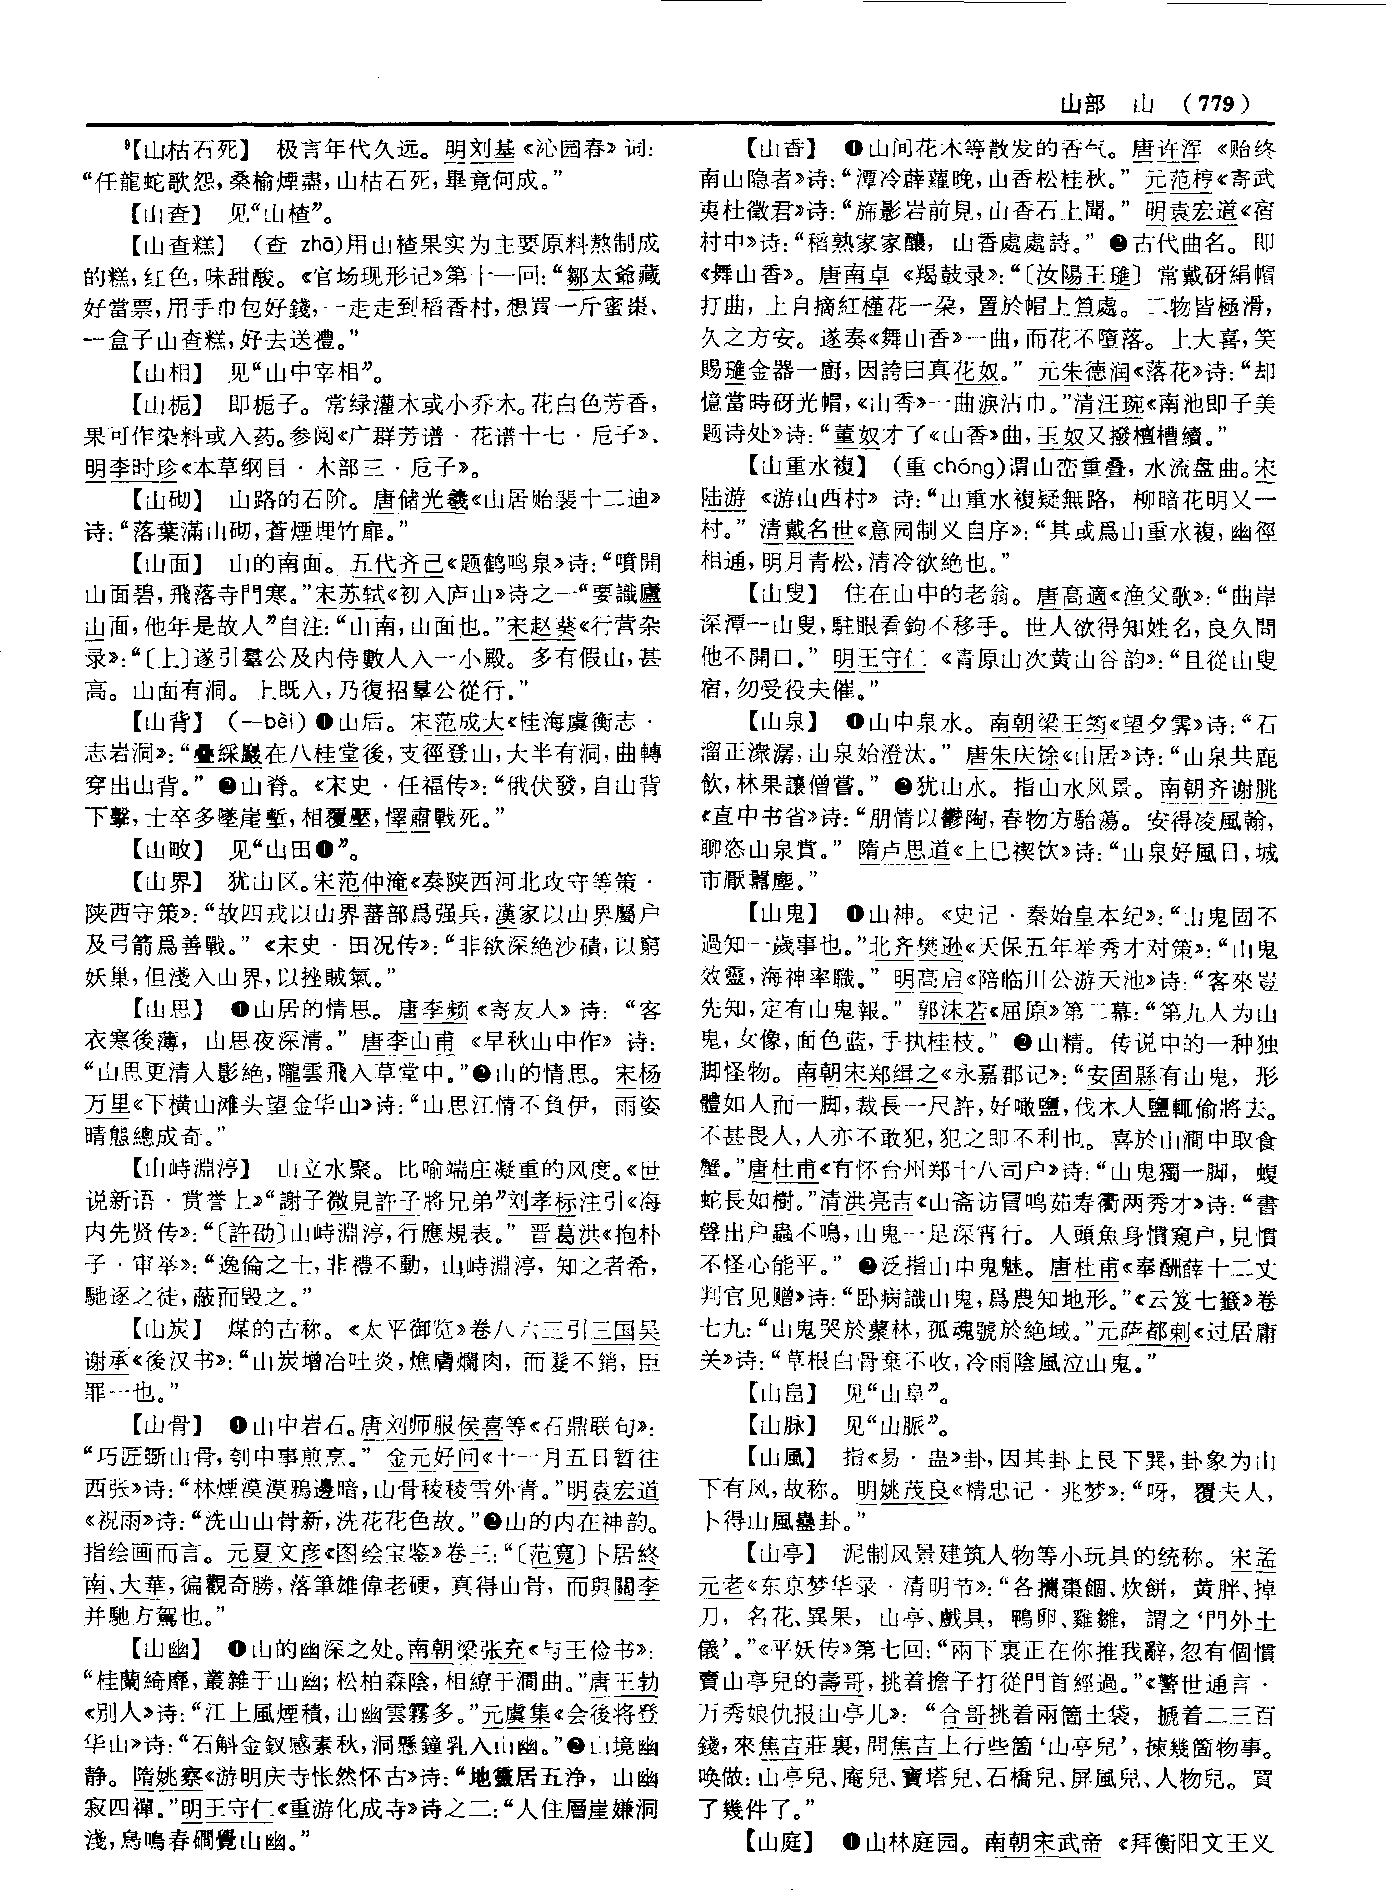 山部 山 (779)
【山枯石死】 极言年代久远。明刘基《沁园春》词:
“任龍蛇歌怨,桑榆煙盡,山枯石死,畢竟何成。”
【山查】 见“山楂”。
【山查糕】 (查 zhā)用山楂果实为主要原料熬制成
的糕,红色,味甜酸。《官场现形记》第十一回:“鄒太爺藏
好當票,用手巾包好錢,一走走到稻香村,想買一斤蜜棗、
一盒子山查糕,好去送禮。”
【山相】 见“山中宰相”。
【山栀】 即栀子。常绿灌木或小乔木。花白色芳香,
果可作染料或入药。参阅《广群芳谱·花谱十七·卮子》、
明李时珍《本草纲目·木部三·卮子》。
【山砌】 山路的石阶。唐储光羲《山居贻裴十二迪》
诗:“落葉滿山砌,蒼煙埋竹扉。”
【山面】 山的南面。五代齐己《题鹤鸣泉》诗:“噴開
山面碧,飛落寺門寒。”宋苏轼《初入庐山》诗之一“要識廬
山面,他年是故人”自注:“山南,山面也。”宋赵葵《行营杂
录》:“〔上〕遂引羣公及内侍數人入一小殿。多有假山,甚
高。山面有洞。上既入,乃復招羣公從行。”
【山背】 (—bèi)❶山后。宋范成大《桂海虞衡志·
志岩洞》:“疊綵巖在八桂堂後,支徑登山,大半有洞,曲轉
穿出山背。”❷山脊。《宋史·任福传》:“俄伏發,自山背
下擊,士卒多墜崖塹,相覆壓,懌肅戰死。”
【山畋】 见“山田❶”。
【山界】 犹山区。宋范仲淹《奏陕西河北攻守等策·
陕西守策》:“故四戎以山界蕃部爲强兵,漢家以山界屬户
及弓箭爲善戰。”《宋史·田况传》:“非欲深絶沙磧,以窮
妖巢,但淺入山界,以挫賊氣。”
【山思】 ❶山居的情思。唐李频《寄友人》诗:“客
衣寒後薄,山思夜深清。”唐李山甫《早秋山中作》诗:
“山思更清人影絶,隴雲飛入草堂中。”❷山的情思。宋杨
万里《下横山滩头望金华山》诗:“山思江情不負伊,雨姿
晴態總成奇。”
【山峙淵渟】 山立水聚。比喻端庄凝重的风度。《世
说新语·赏誉上》“謝子微見許子將兄弟”刘孝标注引《海
内先贤传》:“〔許劭〕山峙淵渟,行應規表。”晋葛洪《抱朴
子·审举》:“逸倫之士,非禮不動,山峙淵渟,知之者希,
馳逐之徒,蔽而毀之。”
【山炭】 煤的古称。《太平御览》卷八六三引三国吴
谢承《後汉书》:“山炭增冶吐炎,燋膚爛肉,而髮不銷,臣
罪一也。”
【山骨】 ❶山中岩石。唐刘师服侯喜等《石鼎联句》:
“巧匠斲山骨,刳中事煎烹。”金元好问《十一月五日暂往
西张》诗:“林煙漠漠鴉邊暗,山骨稜稜雪外青。”明袁宏道
《祝雨》诗:“洗山山骨新,洗花花色故。”❷山的内在神韵。
指绘画而言。元夏文彦《图绘宝鉴》卷三:“〔范寬〕卜居終
南、大華,徧觀奇勝,落筆雄偉老硬,真得山骨,而與關李
并馳方駕也。”
【山幽】 ❶山的幽深之处。南朝梁张充《与王俭书》:
“桂蘭綺靡,叢雜于山幽;松柏森陰,相繚于澗曲。”唐王勃
《别人》诗:“江上風煙積,山幽雲霧多。”元虞集《会後将登
华山》诗:“石斛金釵感素秋,洞懸鐘乳入山幽。”❷山境幽
静。隋姚察《游明庆寺怅然怀古》诗:“地靈居五浄,山幽
寂四禪。”明王守仁《重游化成寺》诗之二:“人住層崖嫌洞
淺,鳥鳴春磵覺山幽。”
【山香】 ❶山间花木等散发的香气。唐许浑《贻终
南山隐者》诗:“潭冷薜蘿晚,山香松桂秋。”元范梈《寄武
夷杜徵君》诗:“旆影岩前見,山香石上聞。”明袁宏道《宿
村中》诗:“稻熟家家釀,山香處處詩。”❷古代曲名。即
《舞山香》。唐南卓《羯鼓录》:“〔汝陽王璡〕常戴砑絹帽
打曲,上自摘紅槿花一朵,置於帽上笪處。二物皆極滑,
久之方安。遂奏《舞山香》一曲,而花不墮落。上大喜,笑
賜璡金器一廚,因誇曰真花奴。”元朱德润《落花》诗:“却
憶當時砑光帽,《山香》一曲淚沾巾。”清汪琬《南池即子美
题诗处》诗:“董奴才了《山香》曲,玉奴又撥檀槽續。”
【山重水複】 (重 chóng)谓山峦重叠,水流盘曲。宋
陆游《游山西村》诗:“山重水複疑無路,柳暗花明又一
村。”清戴名世《意园制义自序》:“其或爲山重水複,幽徑
相通,明月青松,清冷欲絶也。”
【山叟】 住在山中的老翁。唐高適《渔父歌》:“曲岸
深潭一山叟,駐眼看鉤不移手。世人欲得知姓名,良久問
他不開口。”明王守仁《青原山次黄山谷韵》:“且從山叟
宿,勿受役夫催。”
【山泉】 ❶山中泉水。南朝梁王筠《望夕霁》诗:“石
溜正潨潺,山泉始澄汰。”唐朱庆馀《山居》诗:“山泉共鹿
飲,林果讓僧嘗。”❷犹山水。指山水风景。南朝齐谢朓
《直中书省》诗:“朋情以鬱陶,春物方駘蕩。安得凌風翰,
聊恣山泉賞。”隋卢思道《上巳禊饮》诗:“山泉好風日,城
市厭囂塵。”
【山鬼】 ❶山神。《史记·秦始皇本纪》:“山鬼固不
過知一歲事也。”北齐樊逊《天保五年举秀才对策》:“山鬼
效靈,海神率職。”明高启《陪临川公游天池》诗:“客來豈
先知,定有山鬼報。”郭沫若《屈原》第二幕:“第九人为山
鬼,女像,面色蓝,手执桂枝。”❷山精。传说中的一种独
脚怪物。南朝宋郑缉之《永嘉郡记》:“安固縣有山鬼,形
體如人而一脚,裁長一尺許,好噉鹽,伐木人鹽輒偷將去。
不甚畏人,人亦不敢犯,犯之即不利也。喜於山澗中取食
蟹。”唐杜甫《有怀台州郑十八司户》诗:“山鬼獨一脚,蝮
蛇長如樹。”清洪亮吉《山斋访冒鸣茹寿衢两秀才》诗:“書
聲出户蟲不鳴,山鬼一足深宵行。人頭魚身慣窺户,見慣
不怪心能平。”❷泛指山中鬼魅。唐杜甫《奉酬薛十二丈
判官见赠》诗:“卧病識山鬼,爲農知地形。”《云笈七籤》卷
七九:“山鬼哭於蒙林,孤魂號於絶域。”元萨都剌《过居庸
关》诗:“草根白骨棄不收,冷雨陰風泣山鬼。”
【山峊】 见“山阜”。
【山脉】 见“山脈”。
【山風】 指《易·蛊》卦,因其卦上艮下巽,卦象为山
下有风,故称。明姚茂良《精忠记·兆梦》:“呀,覆夫人,
卜得山風蠱卦。”
【山亭】 泥制风景建筑人物等小玩具的统称。宋孟
元老《东京梦华录·清明节》:“各攜棗䭅、炊餅,黄胖、掉
刀,名花、異果,山亭、戲具,鴨卵、雞雛,謂之‘門外土
儀’。”《平妖传》第七回:“兩下裏正在你推我辭,忽有個慣
賣山亭兒的壽哥,挑着擔子打從門首經過。”《警世通言·
万秀娘仇报山亭儿》:“合哥挑着兩箇土袋,摭着二三百
錢,來焦吉莊裏,問焦吉上行些箇‘山亭兒’,揀幾箇物事。
唤做:山亭兒、庵兒、寶塔兒、石橋兒、屏風兒、人物兒。買
了幾件了。”
【山庭】 ❶山林庭园。南朝宋武帝《拜衡阳文王义